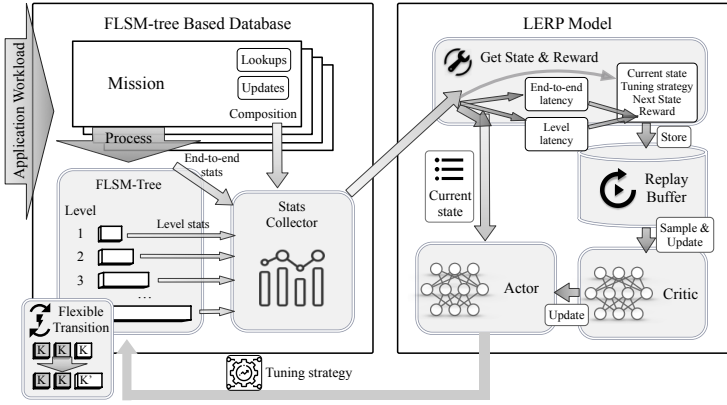 FLSM-tree Based Database
LERP Model
Application Workload
Mission
Lookups
Updates
Composition
Process
End-to-end
stats
FLSM-Tree
Level
1
2
3
...
Level stats
Stats
Collector
Flexible
Transition
K K K
K K K'
Tuning strategy
Get State & Reward
End-to-end
latency
Level
latency
Current state
Tuning strategy
Next State
Reward
Store
Current
state
Replay
Buffer
Sample &
Update
Actor
Update
Critic